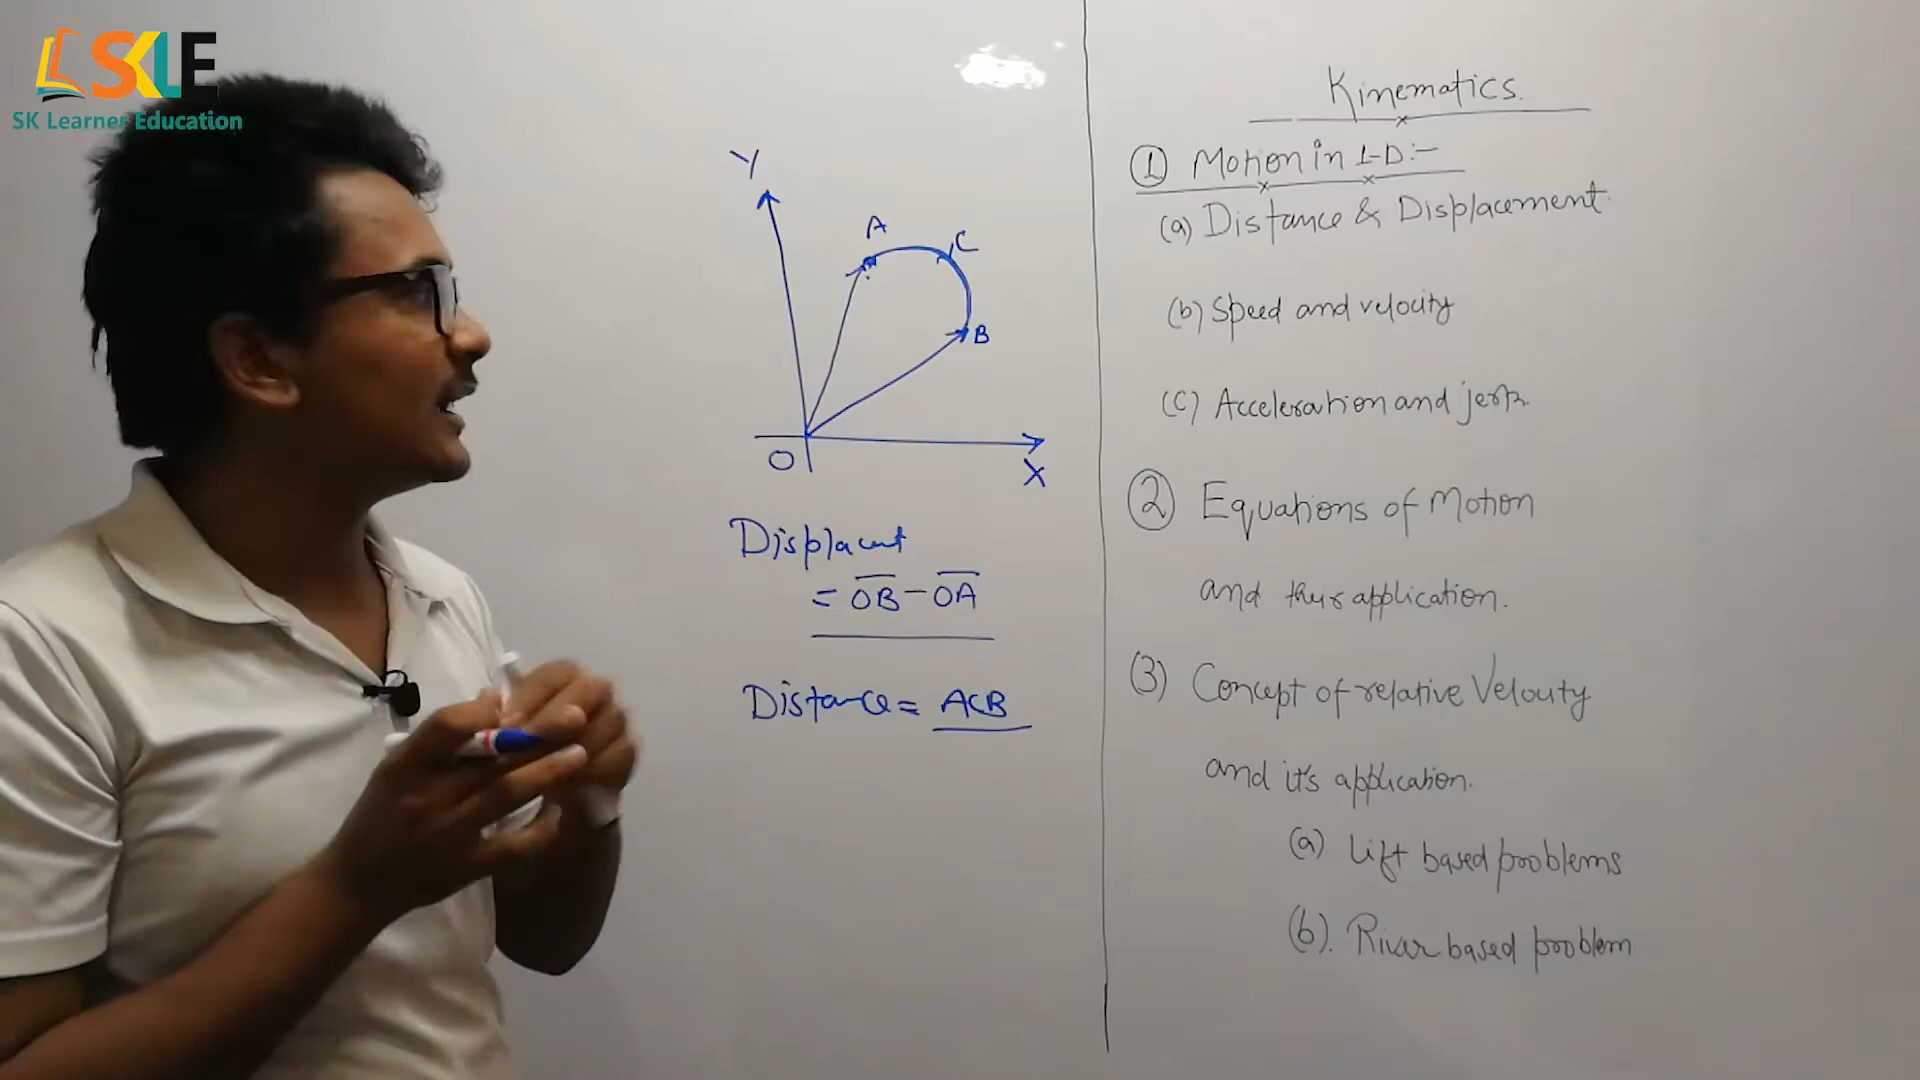 SKLE
SK Learner Education
Y
A
C
B
O
X
Displacut
= OB - OA
Distance = ACB
Kinematics.
① Motion in 1-D:-
(a) Distance & Displacement
(b) Speed and velocity
(c) Acceleration and jerk
② Equations of Motion
and their application.
(3) Concept of relative Velocity
and it's application.
(a) Lift based problems
(b). River based problem